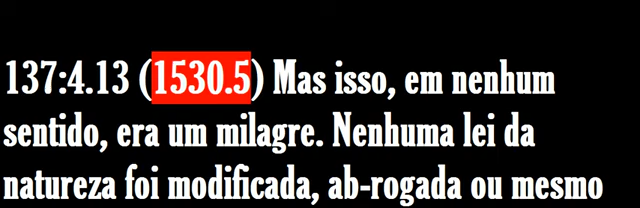 137:4.13 (1530.5) Mas isso, em nenhum
sentido, era um milagre. Nenhuma lei da
natureza foi modificada, ab-rogada ou mesmo